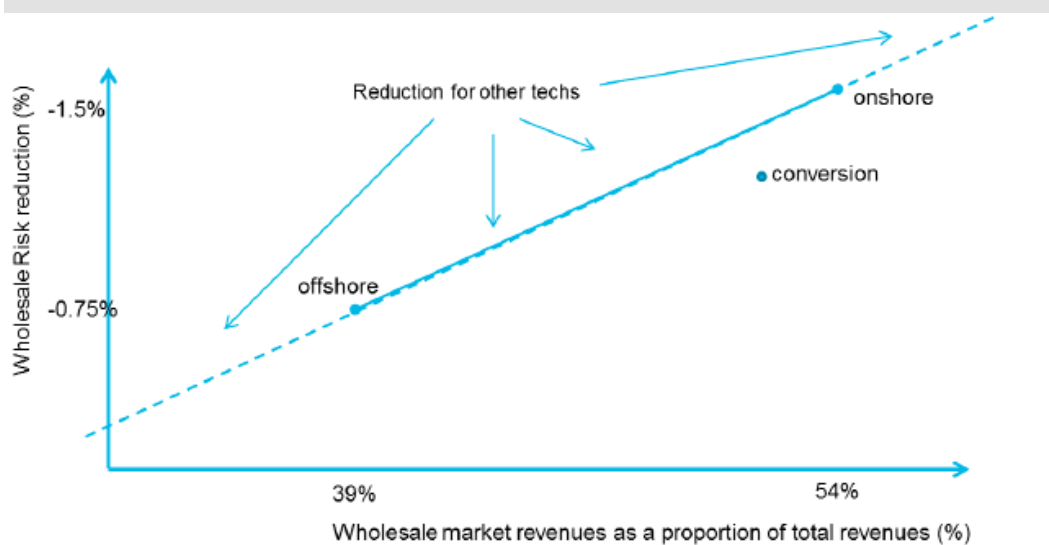 Wholesale Risk reduction (%)
-1.5%
-0.75%
Reduction for other techs
onshore
conversion
offshore
39%
54%
Wholesale market revenues as a proportion of total revenues (%)